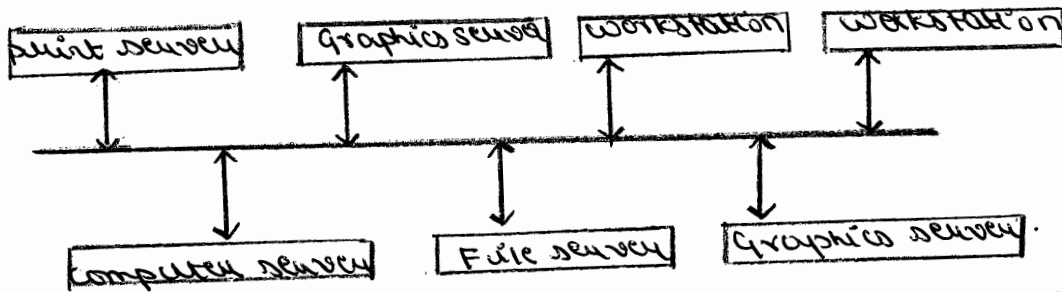 print server
Graphics server
workstation
workstation
computer server
File server
Graphics server.